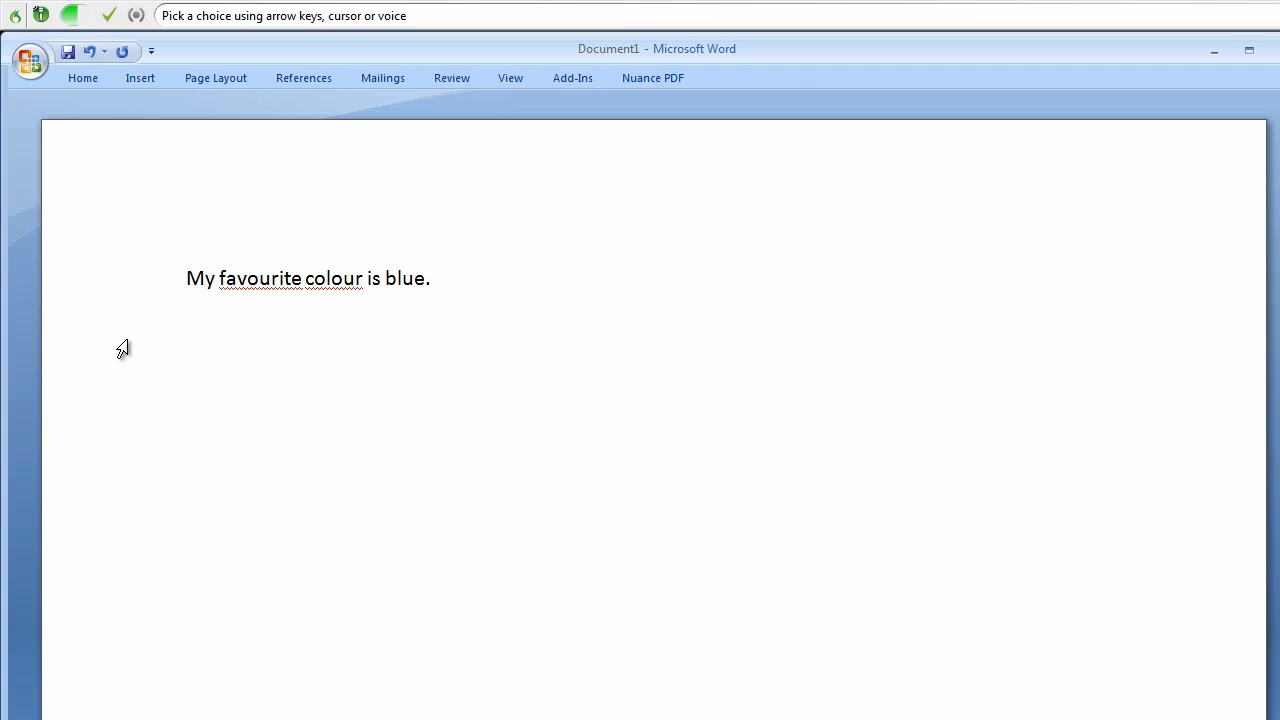 Pick a choice using arrow keys, cursor or voice
Document1 - Microsoft Word
Home Insert Page Layout References Mailings Review View Add-Ins Nuance PDF
My favourite colour is blue.